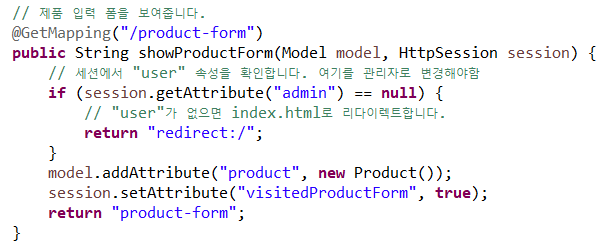 // 제품 입력 폼을 보여줍니다.
@GetMapping("/product-form")
public String showProductForm(Model model, HttpSession session) {
    // 세션에서 "user" 속성을 확인합니다. 여기를 관리자로 변경해야함
    if (session.getAttribute("admin") == null) {
        // "user"가 없으면 index.html로 리다이렉트합니다.
        return "redirect:/";
    }
    model.addAttribute("product", new Product());
    session.setAttribute("visitedProductForm", true);
    return "product-form";
}